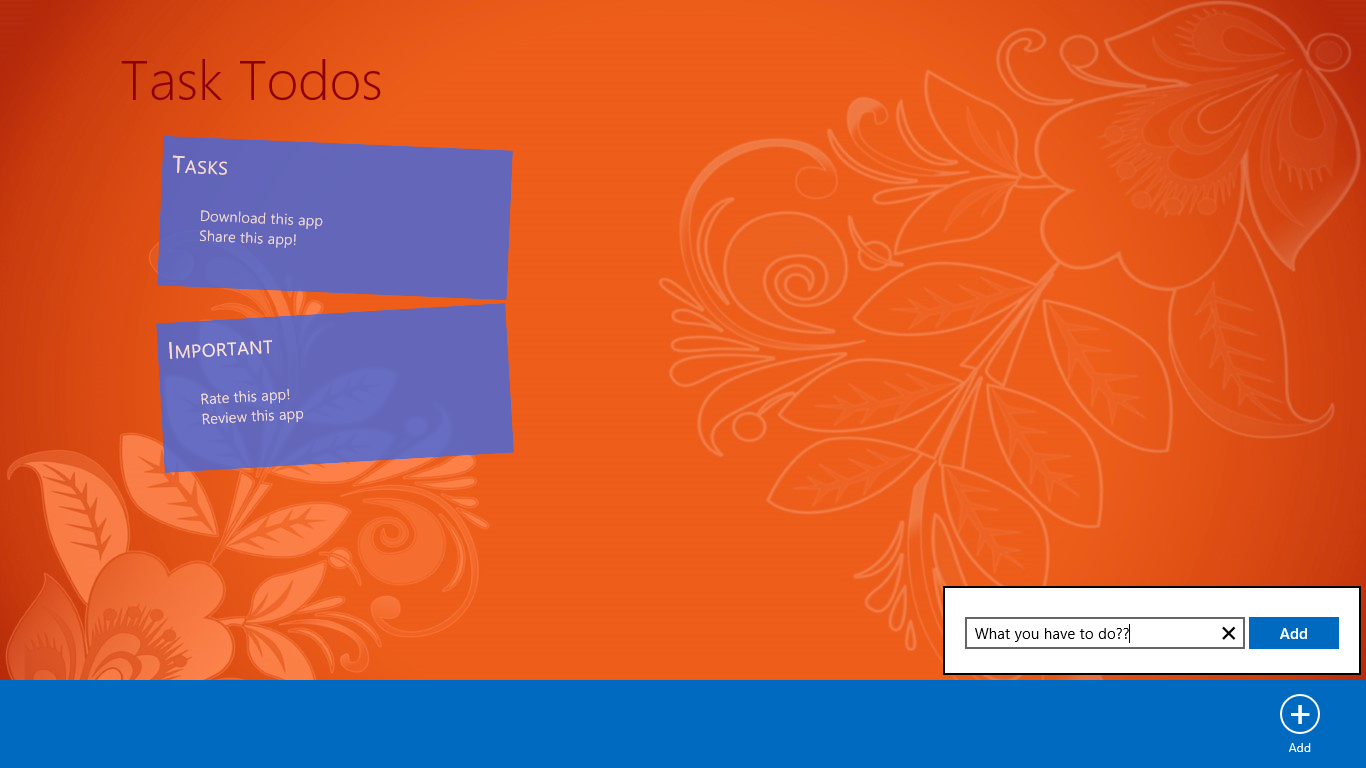 Task Todos
TASKS
Download this app
Share this app!
IMPORTANT
Rate this app!
Review this app
What you have to do??
Add
Add